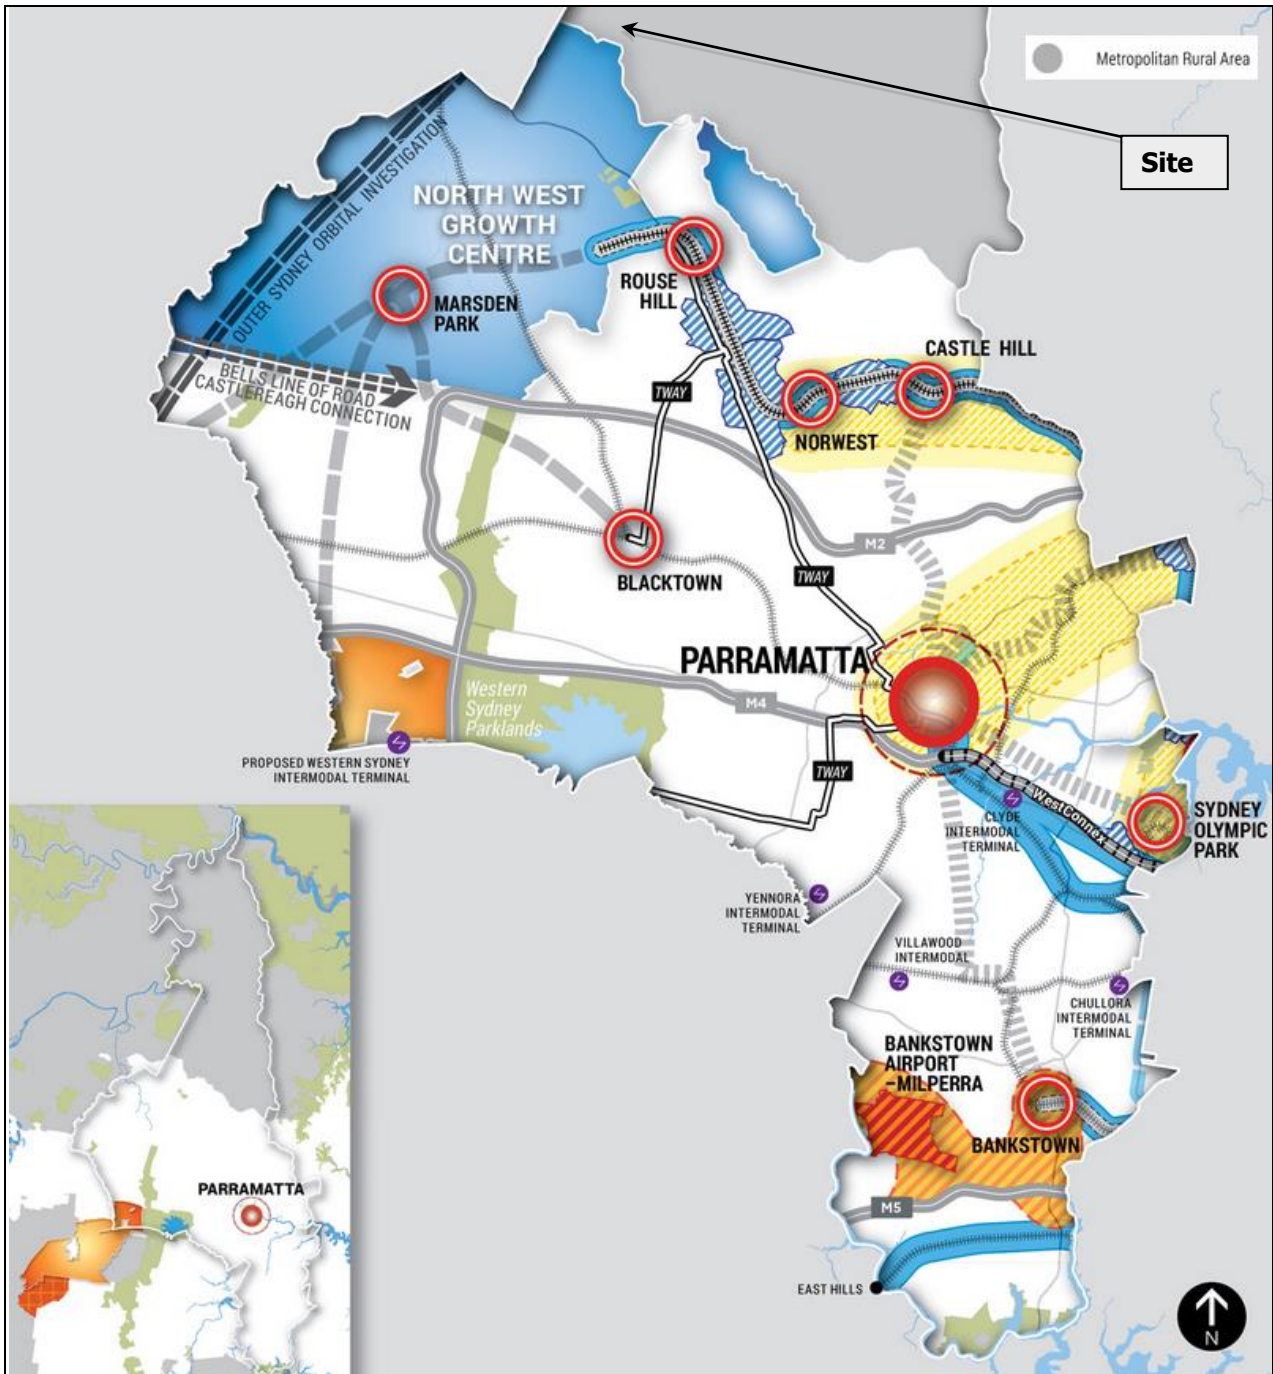 Metropolitan Rural Area
Site
OUTER SYDNEY ORBITAL INVESTIGATION
NORTH WEST
GROWTH
CENTRE
ROUSE
HILL
MARSDEN
PARK
CASTLE HILL
BELLS LINE OF ROAD
CASTLEREAGH CONNECTION
TWAY
NORWEST
M2
BLACKTOWN
TWAY
PARRAMATTA
Western
Sydney
Parklands
M4
PROPOSED WESTERN SYDNEY
INTERMODAL TERMINAL
TWAY
WestConnex
CLYDE
INTERMODAL
TERMINAL
SYDNEY
OLYMPIC
PARK
YENNORA
INTERMODAL
TERMINAL
VILLAWOOD
INTERMODAL
CHULLORA
INTERMODAL
TERMINAL
BANKSTOWN
AIRPORT
–MILPERRA
BANKSTOWN
PARRAMATTA
M5
EAST HILLS
N